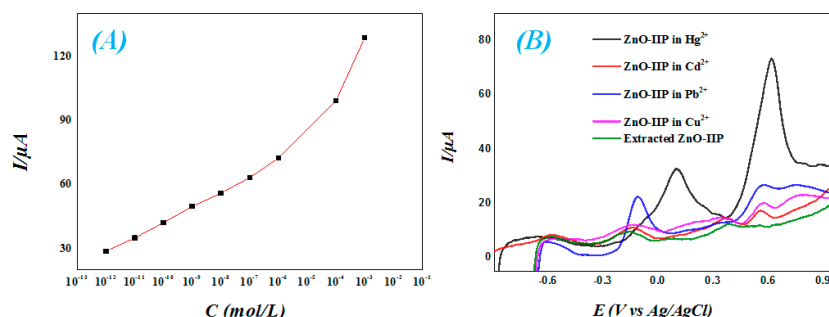 (A)
I/μA
120
90
60
30
10⁻¹³ 10⁻¹² 10⁻¹¹ 10⁻¹⁰ 10⁻⁹ 10⁻⁸ 10⁻⁷ 10⁻⁶ 10⁻⁵ 10⁻⁴ 10⁻³ 10⁻²
C (mol/L)
(B)
I/μA
80
60
40
20
0
ZnO-IIP in Hg²⁺
ZnO-IIP in Cd²⁺
ZnO-IIP in Pb²⁺
ZnO-IIP in Cu²⁺
Extracted ZnO-IIP
-0.6 -0.3 0.0 0.3 0.6 0.9
E (V vs Ag/AgCl)